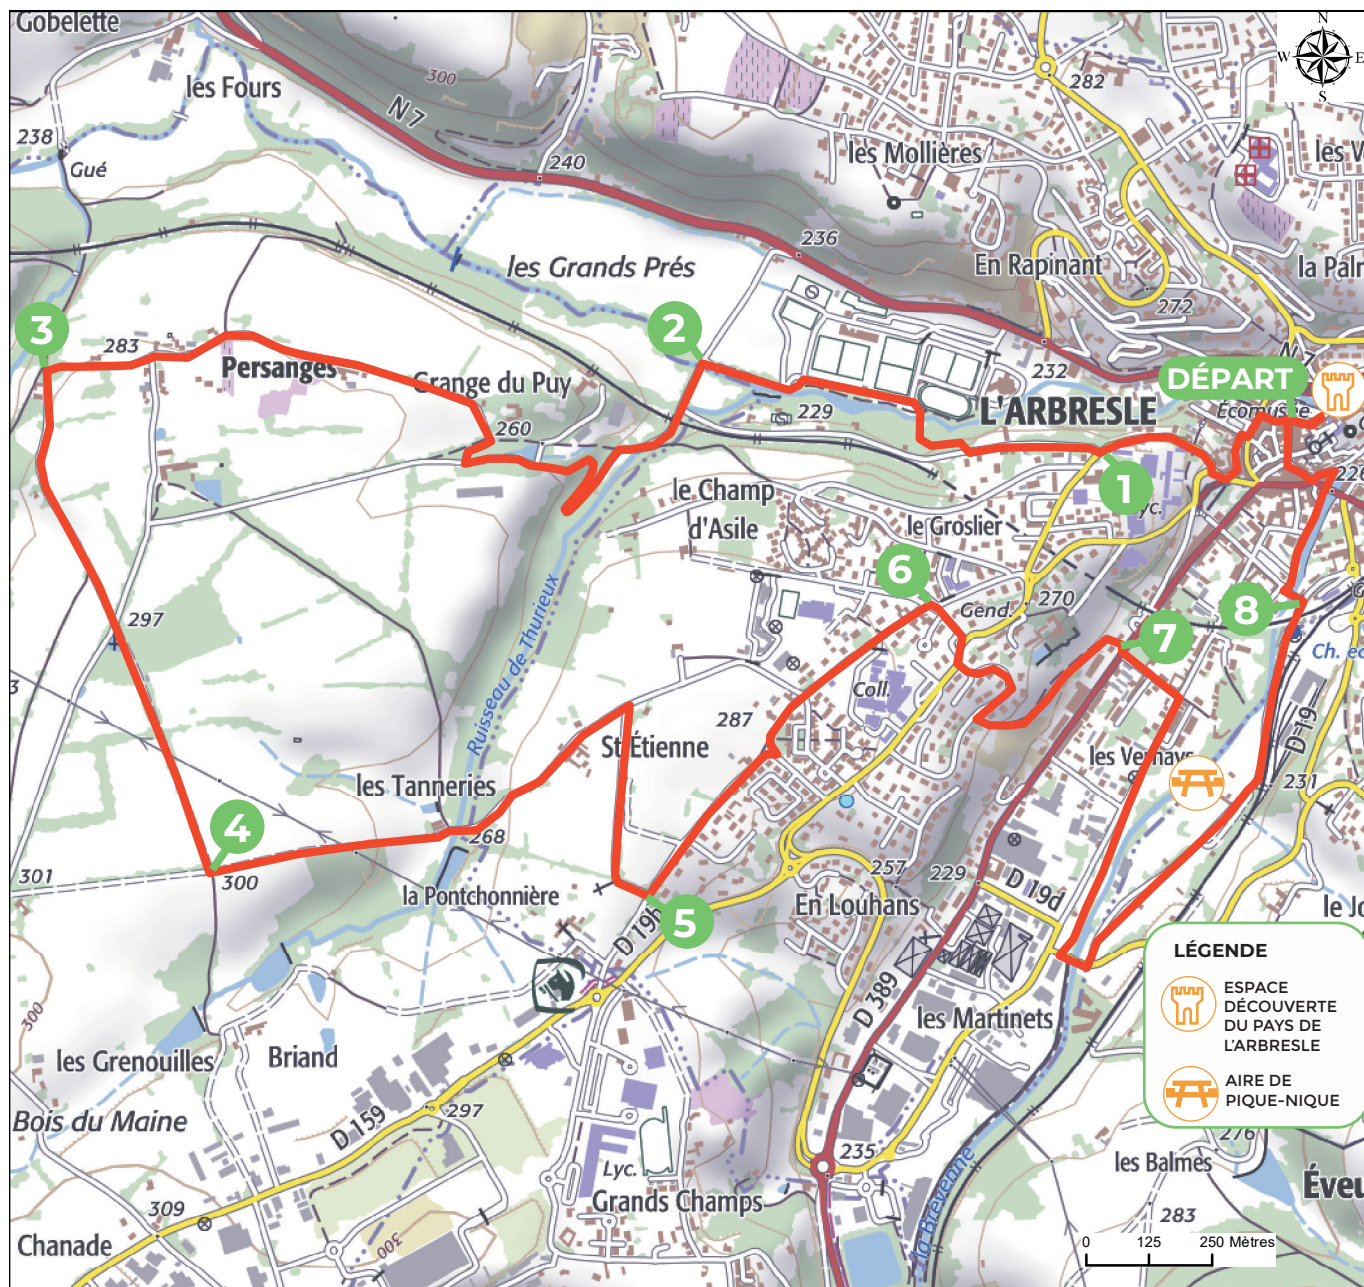 Gobelette
les Fours
N 7
300
240
282
N
W
E
S
238
Gué
les Mollières
les V
les Grands Prés
236
En Rapinant
la Palm
272
3
283
2
N 7
232
DÉPART
Persanges
Grange du Puy
L'ARBRESLE
Écomusée
229
260
1
Lyc.
226
le Champ
d'Asile
le Groslier
6
Gend.
270
8
297
Ruisseau de Thurieux
7
Ch.
Coll.
287
St-Étienne
D 19
les Vernays
231
les Tanneries
4
268
301
300
la Pontchonnière
257
229
D 19d
En Louhans
5
D 19
le Jo
LÉGENDE
ESPACE
DÉCOUVERTE
DU PAYS DE
L'ARBRESLE
AIRE DE
PIQUE-NIQUE
300
D 389
les Martinets
les Grenouilles
Briand
Bois du Maine
297
D 159
276
235
les Balmes
Lyc.
Grands Champs
la Brévenne
Éveu
309
283
300
Chanade
0 125 250 Mètres